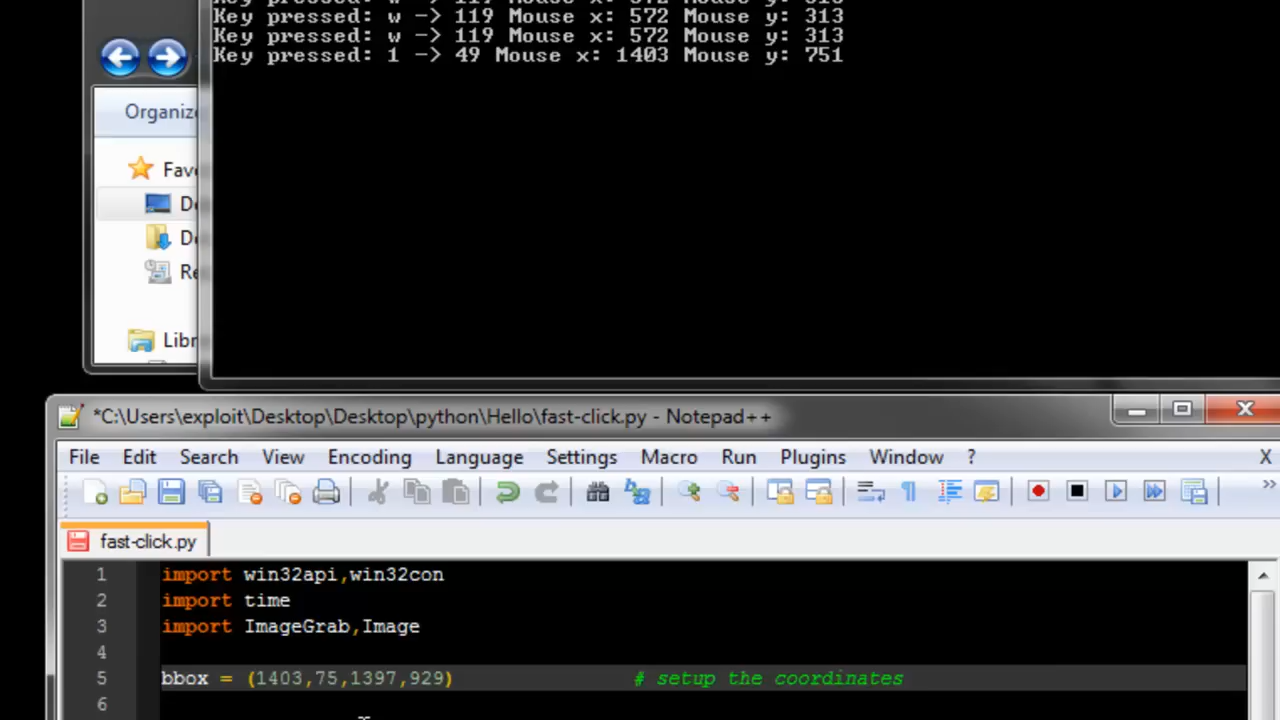 Key pressed: w -> 119 Mouse x: 572 Mouse y: 313
Key pressed: w -> 119 Mouse x: 572 Mouse y: 313
Key pressed: 1 -> 49 Mouse x: 1403 Mouse y: 751
Organize
Favo
De
Do
Re
Libr
*C:\Users\exploit\Desktop\Desktop\python\Hello\fast-click.py - Notepad++
File Edit Search View Encoding Language Settings Macro Run Plugins Window ? X
fast-click.py
1 import win32api,win32con
2 import time
3 import ImageGrab,Image
4
5 bbox = (1403,75,1397,929) # setup the coordinates
6